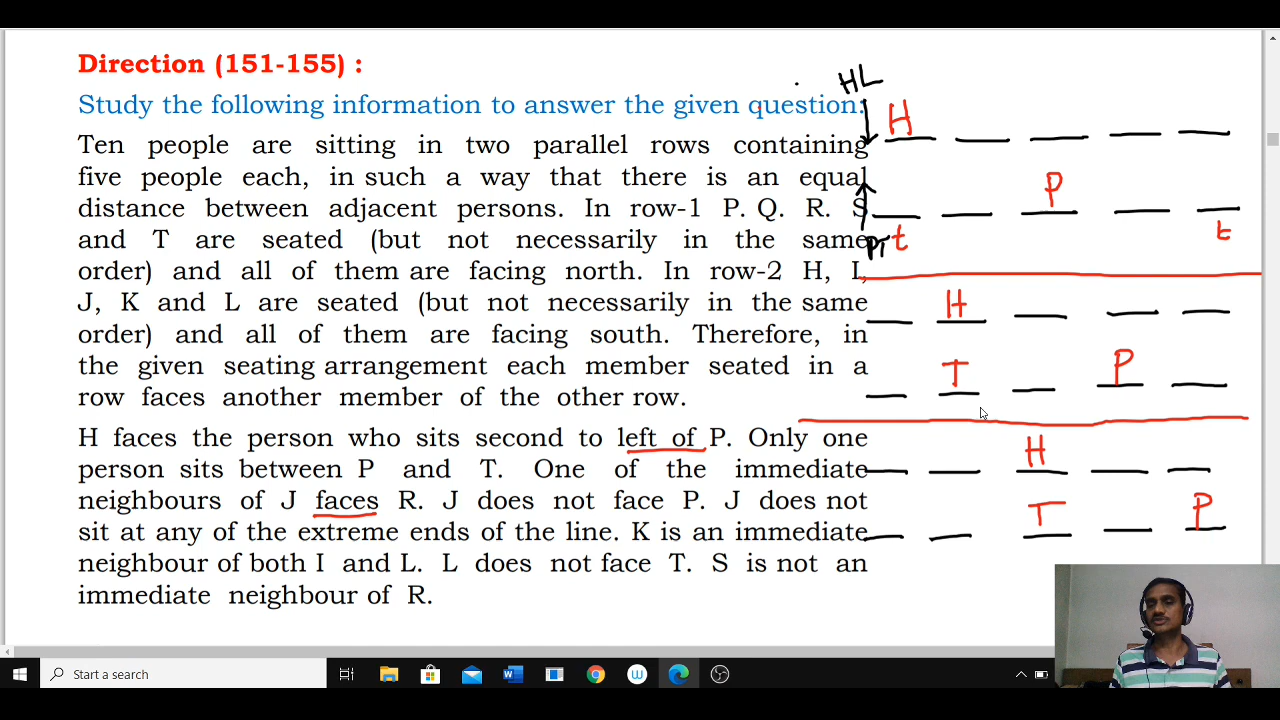 Direction (151-155) :
Study the following information to answer the given question:
Ten people are sitting in two parallel rows containing
five people each, in such a way that there is an equal
distance between adjacent persons. In row-1 P. Q. R. S
and T are seated (but not necessarily in the same
order) and all of them are facing north. In row-2 H, I,
J, K and L are seated (but not necessarily in the same
order) and all of them are facing south. Therefore, in
the given seating arrangement each member seated in a
row faces another member of the other row.
H faces the person who sits second to left of P. Only one
person sits between P and T. One of the immediate
neighbours of J faces R. J does not face P. J does not
sit at any of the extreme ends of the line. K is an immediate
neighbour of both I and L. L does not face T. S is not an
immediate neighbour of R.
HL
H
P
PT t t
H
T P
H
T P
Start a search